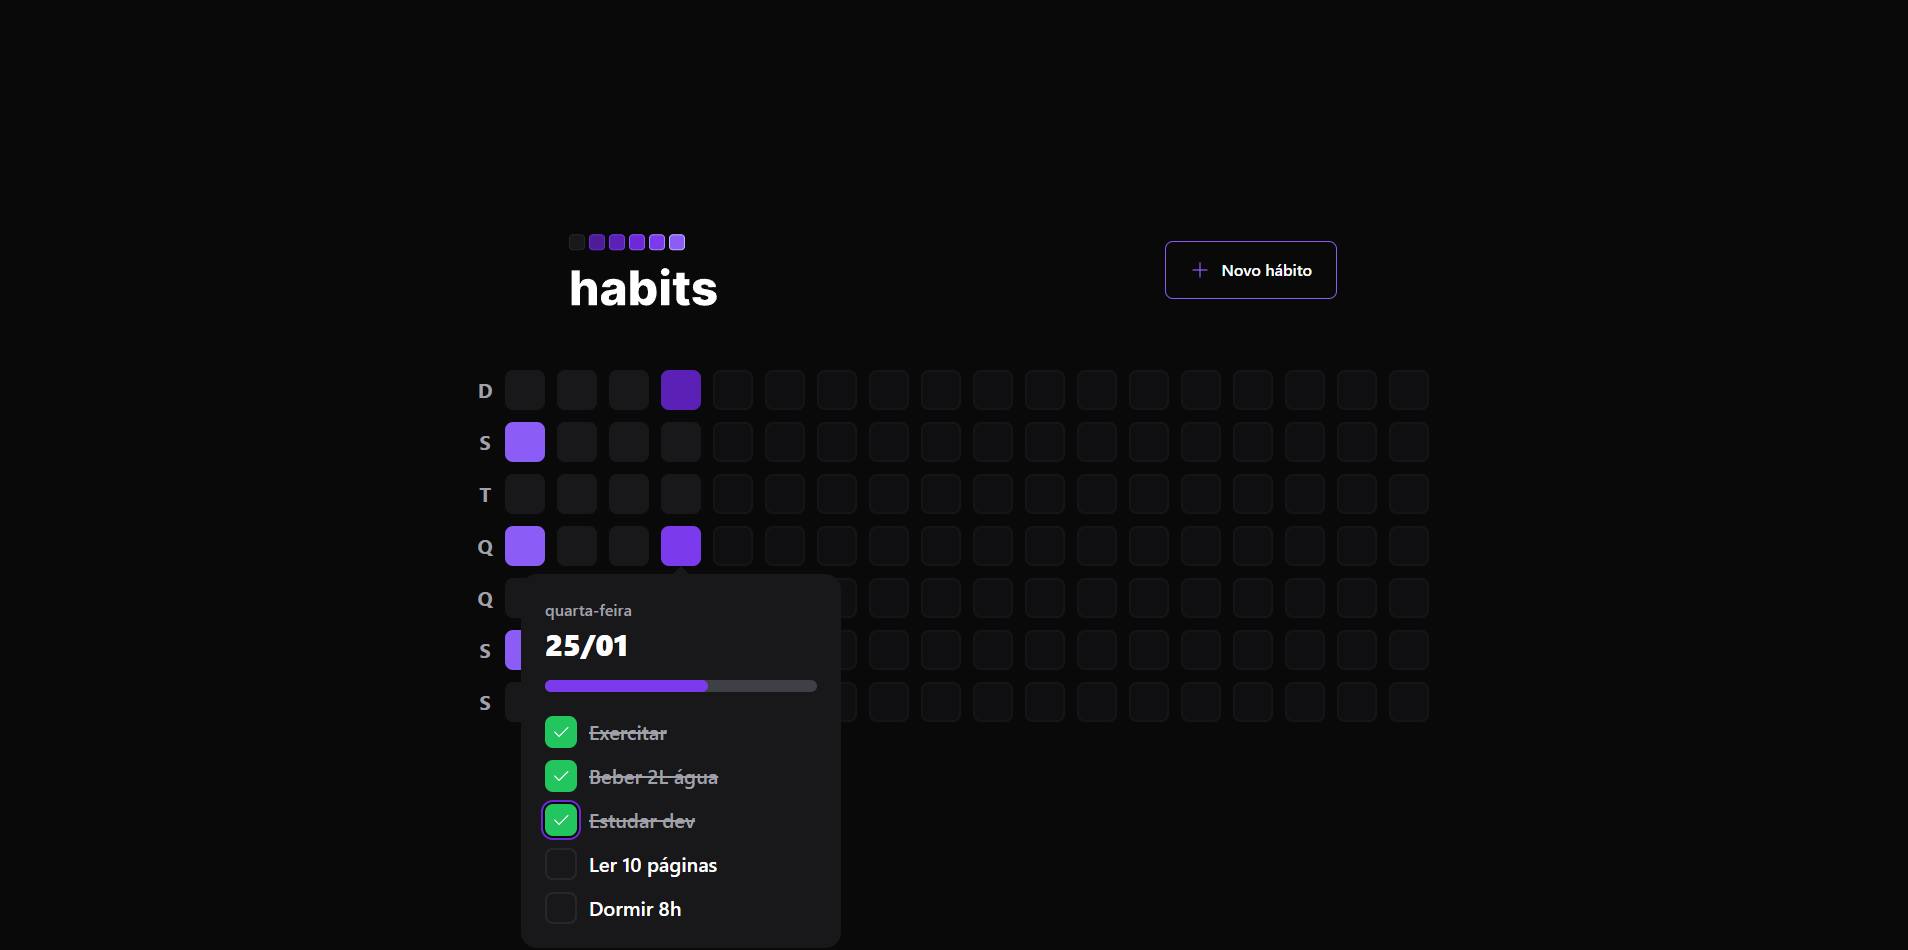 habits
Novo hábito
D
S
T
Q
Q
S
S
quarta-feira
25/01
Exercitar
Beber 2L água
Estudar dev
Ler 10 páginas
Dormir 8h